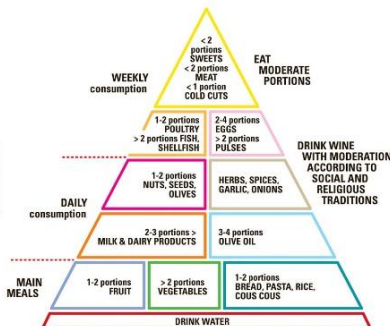 < 2
portions
SWEETS
< 2 portions
MEAT
< 1 portion
COLD CUTS
WEEKLY
consumption
EAT
MODERATE
PORTIONS
1-2 portions
POULTRY
> 2 portions FISH,
SHELLFISH
2-4 portions
EGGS
> 2 portions
PULSES
DRINK WINE
WITH MODERATION
ACCORDING TO
SOCIAL AND
RELIGIOUS
TRADITIONS
1-2 portions
NUTS, SEEDS,
OLIVES
HERBS, SPICES,
GARLIC, ONIONS
DAILY
consumption
2-3 portions >
MILK & DAIRY PRODUCTS
3-4 portions
OLIVE OIL
MAIN
MEALS
1-2 portions
FRUIT
> 2 portions
VEGETABLES
1-2 portions
BREAD, PASTA, RICE,
COUS COUS
DRINK WATER